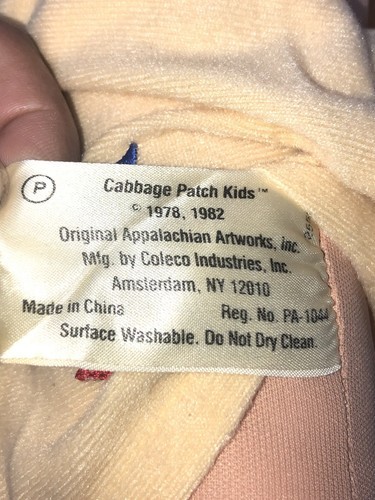 P
Cabbage Patch Kids™
© 1978, 1982
Original Appalachian Artworks, Inc.
Mfg. by Coleco Industries, Inc.
Amsterdam, NY 12010
Made in China Reg. No. PA-1044
Surface Washable. Do Not Dry Clean.